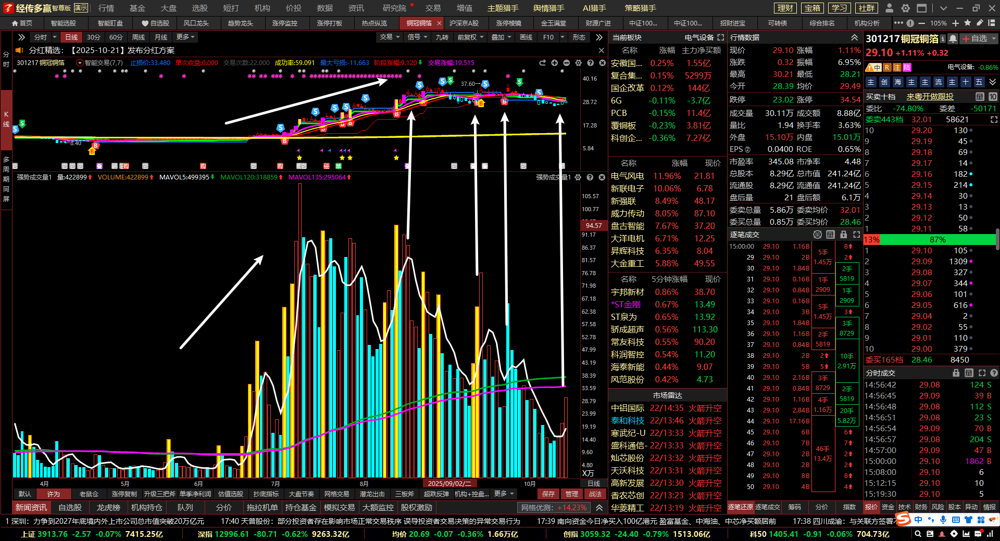 经传多赢 智尊版 演示 行情 基金 大盘 选股 短打 机构 价投 数据 资讯 研究院 交易 增值 主题猎手 舆情猎手 AI猎手 策略猎手 理财 宝箱 学习 社群
首页 智能选股 智能盯盘 自选股 风口龙头 趋势龙头 涨停监控 涨停打板 热点纵览 铜冠铜箔 沪深京A股 涨停棱镜 金玉满堂 财源广进 中证100... 中证100... 招财进宝 可转债 综合排名 机构分析 105%
分时 日线 30分 60分 周线 月线 更多 交易 信号 九转 前复权 叠加 画线 F10 形态
分红精选: 【2025-10-21】发布分红方案
301217 铜冠铜箔 智能交易(7,7) 止损价:33.480 单次收益:0.000 交易次数:22.000 成功率:59.091 最大亏损:-11.663 阶段涨幅:9.120 交易涨幅:19.515
分时
K线
多周期同屏
37.60
8.40
40.16
28.72
17.28
5.84
强势成交量1 量:422899 VOLUME:422899 MAVOL5:499395 MAVOL120:318859 MAVOL135:295064 强势成交量1
105.57
100.77
94.57
91.17
86.37
81.57
76.78
71.98
67.18
62.38
57.58
52.78
47.99
43.19
38.39
33.59
28.79
23.99
19.19
14.40
9.60
4.80
X万
4月 5月 6月 7月 8月 2025/09/02/二 10月 日线
默认 许为 老鼠仓 涨停复制 升级三把斧 单季净利润 估值选股 抄底指标 大盘节奏 网格交易 潜龙出击 三板斧 超跌反弹 机构+控盘... 更多 保存 管理 战法
新闻资讯 自选股 龙虎榜 机构持仓 队列 分价 拖拉机单 持仓基金 模拟交易 大额监控 股权激励 网格优测: +14.23%
当前板块 电气设备
名称 涨幅 主力净买额
安徽国... 0.25% 1.55亿
复合集... 0.15% 5299万
国企改革 0.12% 144亿
6G -0.11% -3.7亿
PCB -0.15% 11.4亿
覆铜板 -0.23% 3.81亿
科创企... -0.36% 7.27亿
名称 涨幅 现价
电气风电 11.96% 21.81
新联电子 10.06% 6.78
新强联 8.49% 48.17
威力传动 8.05% 87.10
盘古智能 7.67% 37.20
大洋电机 6.71% 12.25
昇辉科技 6.35% 8.04
大金重工 5.88% 49.55
名称 5分钟涨幅 现价
宇邦新材 0.86% 38.70
*ST金刚 0.67% 13.49
ST泉为 0.65% 13.92
骄成超声 0.56% 113.30
常友科技 0.55% 90.20
科润智控 0.54% 11.20
海泰新能 0.44% 9.07
风范股份 0.42% 4.73
市场雷达
中铝国际 22/14:35 火箭升空
泰和科技 22/13:46 火箭升空
寒武纪-U 22/13:33 火箭升空
盛科通信- 22/13:33 火箭升空
灿芯股份 22/13:32 火箭升空
天沃科技 22/13:31 火箭升空
高新发展 22/13:30 火箭升空
香农芯创 22/13:23 火箭升空
华菱精工 22/13:19 火箭升空
行情数据
现价 29.10 涨幅 1.11%
涨跌 0.32 振幅 6.95%
最高 30.21 最低 28.21
今开 28.39 均价 29.49
跌停 23.02 涨停 34.54
成交量 30.11万 成交额 8.88亿
量比 1.94 换手率 3.63%
外盘 15.10万 内盘 15.01万
EPS② 0.0400 ROE 0.65%
市盈率 345.08 市净率 4.48
总股本 8.29亿 总市值 241.24亿
流通股 8.29亿 流通值 241.24亿
盘后量 21 盘后额 6.1万
委卖总量 5.86万 委卖均价 32.01
委买总量 0.85万 委买均价 28.46
逐笔成交
15:00:00 29.10 1.16B
29 29.10 2B
30 29.10 1.84B
31 29.10 0.16B
32 29.10 0.84B
33 29.10 0.16B
34 29.10 3B
35 29.10 1.84B
36 29.10 1.16B
37 29.10 0.84B
38 29.10 2B
39 29.10 5B
40 29.10 2.16B
41 29.10 0.84B
42 29.10 1.16B
43 29.10 2.84B
44 29.10 17.16B
45 29.10 6B
46 29.10 7B
47 29.10 2B
48 29.10 2B
49 29.10 8B
50 29.10 4B
5手 1.45万
1手 2909
5手 1.45万
2手 5819
2
5
3手 8729
4手 1.16万
46手 13.4万
8
2
2手 5819
1手 2909
3
3手 8729
10手 2.91万
2手 5819
20手 5.82万
6
7
2
2
8
4
逐笔还原 逐笔成交 筹码 分价 指数
301217 铜冠铜箔 自选
29.10 +1.11% +0.32
中 R 注 陆 电气设备: -0.86%
主 创 海 主 主 流 主 十 五
买卖十档 来粤开做跟投 10
委比 -74.80% 委差 -50171
委卖443档 32.01 58621
10 29.20 130
9 29.19 45
8 29.18 69
7 29.17 14
6 29.16 182
5 29.15 214
4 29.14 30
3 29.13 13
2 29.12 50
1 29.11 58
13% 87%
1 29.10 105
2 29.09 1309
3 29.08 327
4 29.07 344
5 29.06 101
6 29.05 616
7 29.04 2
8 29.02 55
9 29.01 110
10 29.00 379
委买165档 28.46 8450
分时成交
14:56:42 29.08 124 S
14:56:45 29.09 39 B
14:56:48 29.08 112 S
14:56:51 29.08 23 S
14:56:54 29.09 70 B
14:56:57 29.08 204 S
14:57:00 29.09 47 B
15:00:00 29.10 1862 B
15:08:00 29.10 6
15:12:15 29.10 10
15:19:30 29.10 5
报价 资金 技术 财务 风险 股本 异动 情报
1 深圳：力争到2027年底境内外上市公司总市值突破20万亿元 17:40 天普股份：部分投资者存在影响市场正常交易秩序 误导投资者交易决策的异常交易行为 17:39 南向资金今日净买入100亿港元 盈富基金、中海油、中芯净买额居前 17:38 四川成渝：与关联方签署
中
上证 3913.76 -2.57 -0.07% 7415.25亿 深指 12996.61 -80.71 -0.62% 9263.32亿 均价 20.69 -0.07 -0.36% 1.66万亿 创指 3059.32 -24.40 -0.79% 1513.06亿 科50 1405.41 -0.91 -0.06% 704.73亿